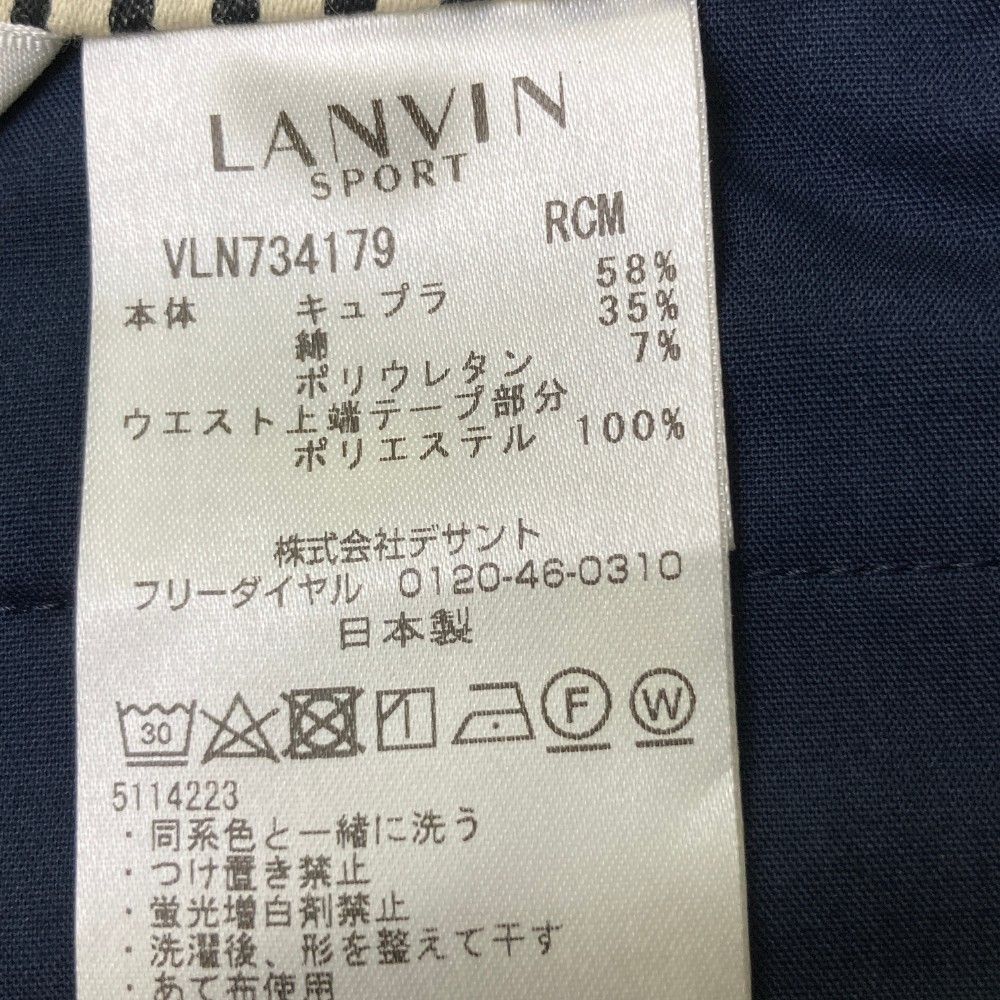 LANVIN
SPORT
VLN734179 RCM
本体 キュプラ 58%
綿 35%
ポリウレタン 7%
ウエスト上端テープ部分
ポリエステル 100%
株式会社デサント
フリーダイヤル 0120-46-0310
日本製
30 F W
5114223
・同系色と一緒に洗う
・つけ置き禁止
・蛍光増白剤禁止
・洗濯後、形を整えて干す
・あて布使用